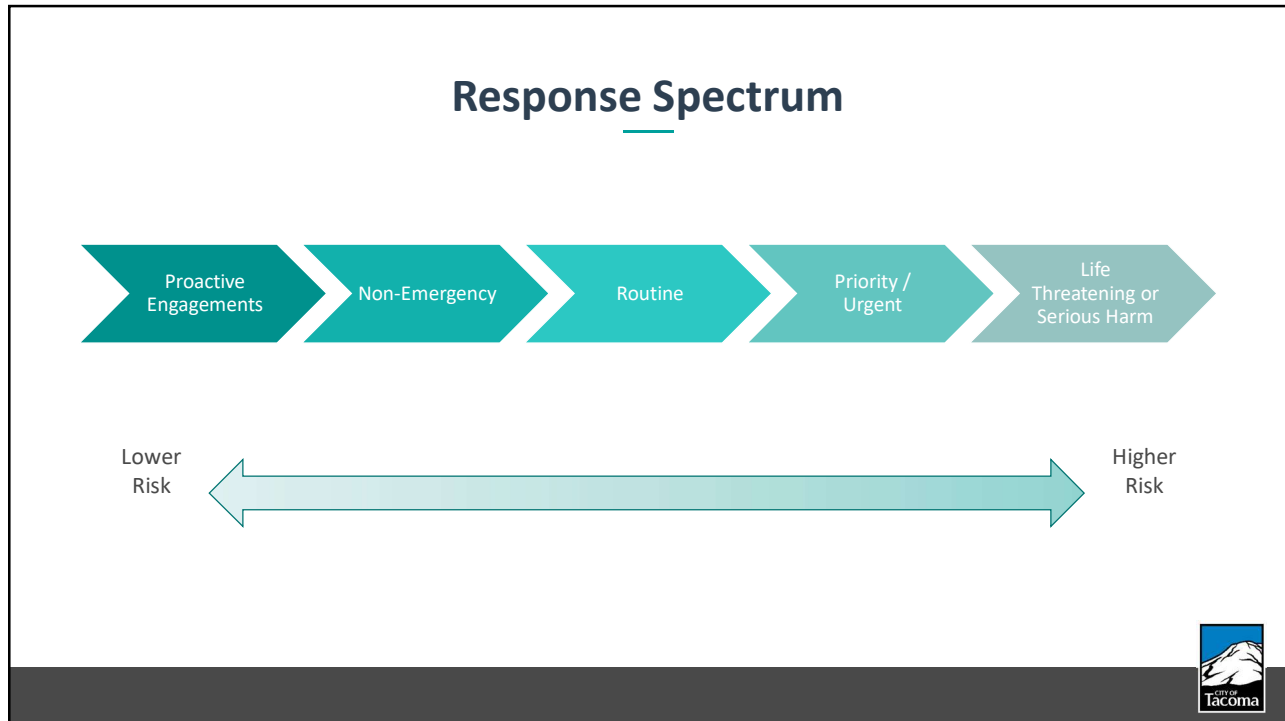 Response Spectrum
Proactive
Engagements
Non-Emergency
Routine
Priority /
Urgent
Life
Threatening or
Serious Harm
Lower
Risk
Higher
Risk
CITY OF
Tacoma